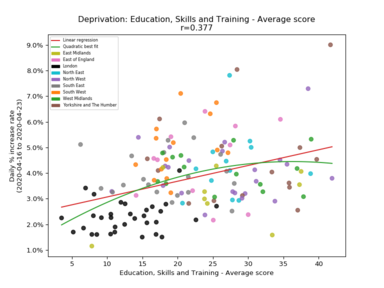 Deprivation: Education, Skills and Training - Average score
r=0.377
Daily % increase rate
(2020-04-16 to 2020-04-23)
9.0%
8.0%
7.0%
6.0%
5.0%
4.0%
3.0%
2.0%
1.0%
Linear regression
Quadratic best fit
East Midlands
East of England
London
North East
North West
South East
South West
West Midlands
Yorkshire and The Humber
5
10
15
20
25
30
35
40
Education, Skills and Training - Average score